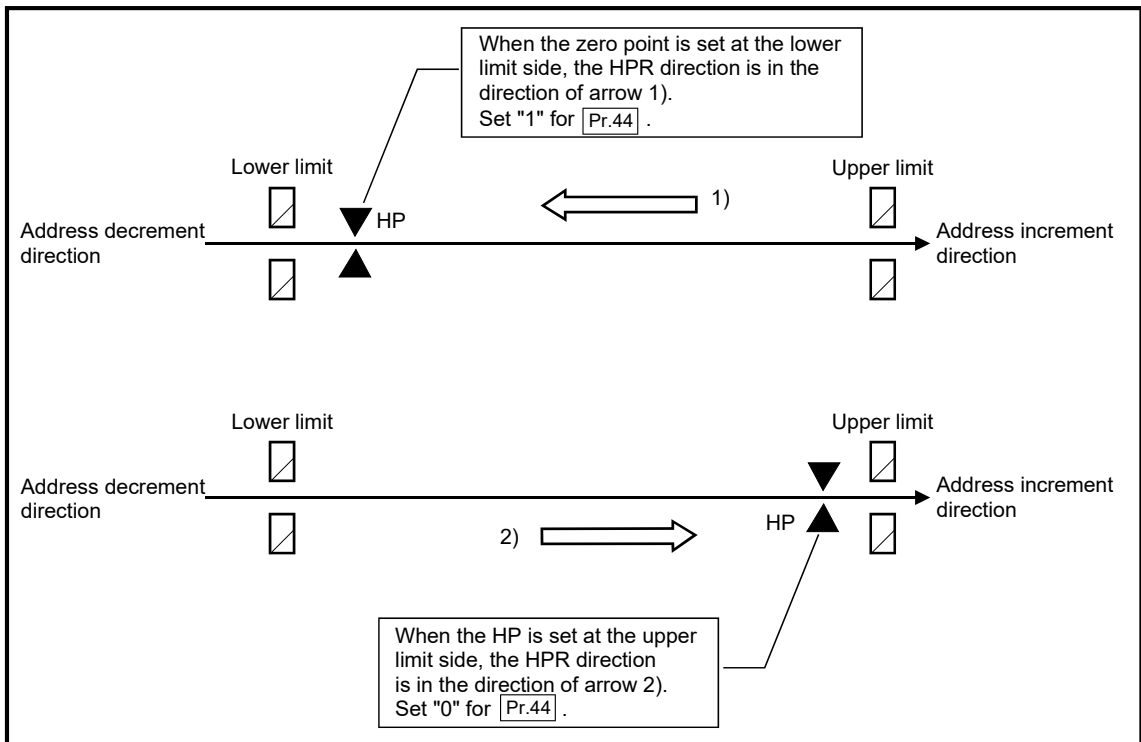 When the zero point is set at the lower
limit side, the HPR direction is in the
direction of arrow 1).
Set "1" for Pr.44 .
Lower limit
Upper limit
1)
HP
Address decrement
direction
Address increment
direction
Lower limit
Upper limit
Address decrement
direction
Address increment
direction
2)
HP
When the HP is set at the upper
limit side, the HPR direction
is in the direction of arrow 2).
Set "0" for Pr.44 .